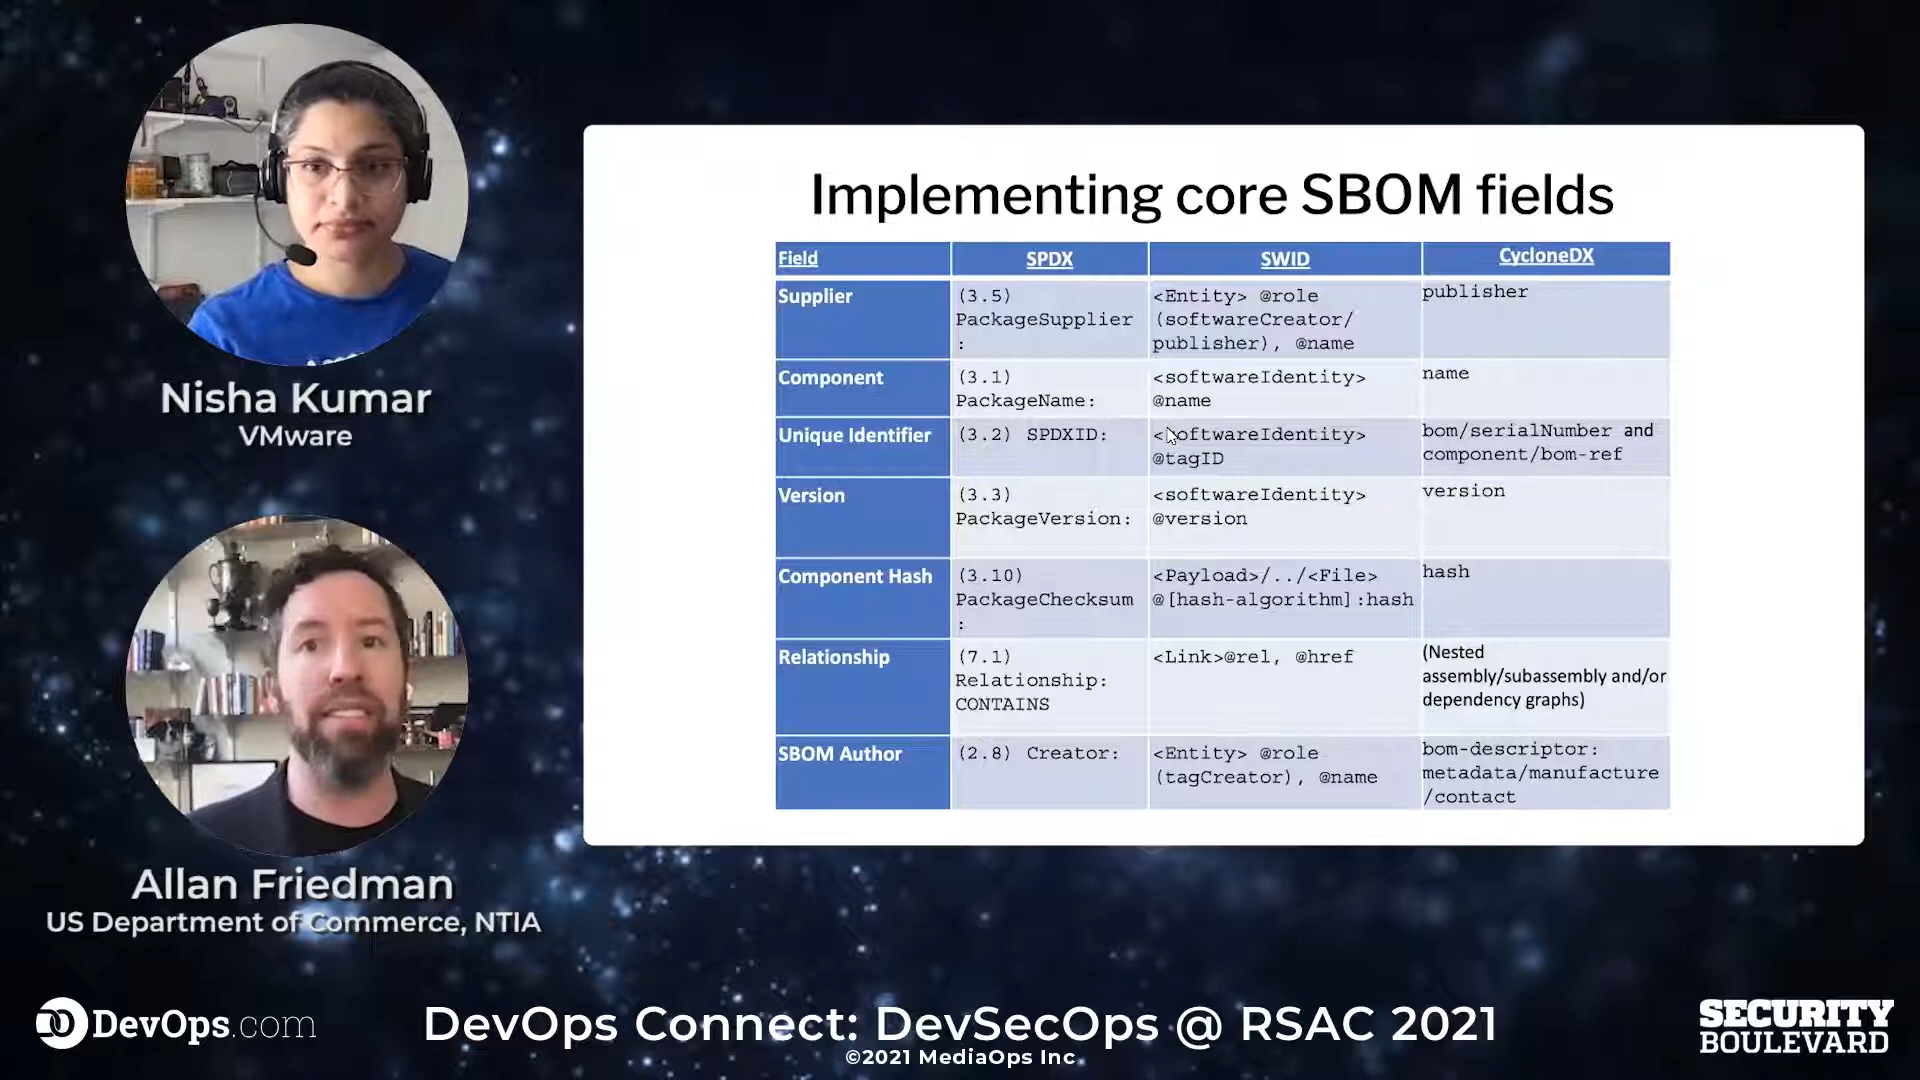 Nisha Kumar
VMware
Allan Friedman
US Department of Commerce, NTIA
Implementing core SBOM fields
Field SPDX SWID CycloneDX
Supplier
(3.5)
PackageSupplier
:
<Entity> @role
(softwareCreator/
publisher), @name
publisher
Component
(3.1)
PackageName:
<softwareIdentity>
@name
name
Unique Identifier
(3.2) SPDXID:
<softwareIdentity>
@tagID
bom/serialNumber and
component/bom-ref
Version
(3.3)
PackageVersion:
<softwareIdentity>
@version
version
Component Hash
(3.10)
PackageChecksum
:
<Payload>/../<File>
@[hash-algorithm]:hash
hash
Relationship
(7.1)
Relationship:
CONTAINS
<Link>@rel, @href
(Nested
assembly/subassembly and/or
dependency graphs)
SBOM Author
(2.8) Creator:
<Entity> @role
(tagCreator), @name
bom-descriptor:
metadata/manufacture
/contact
DevOps.com
DevOps Connect: DevSecOps @ RSAC 2021
©2021 MediaOps Inc
SECURITY
BOULEVARD